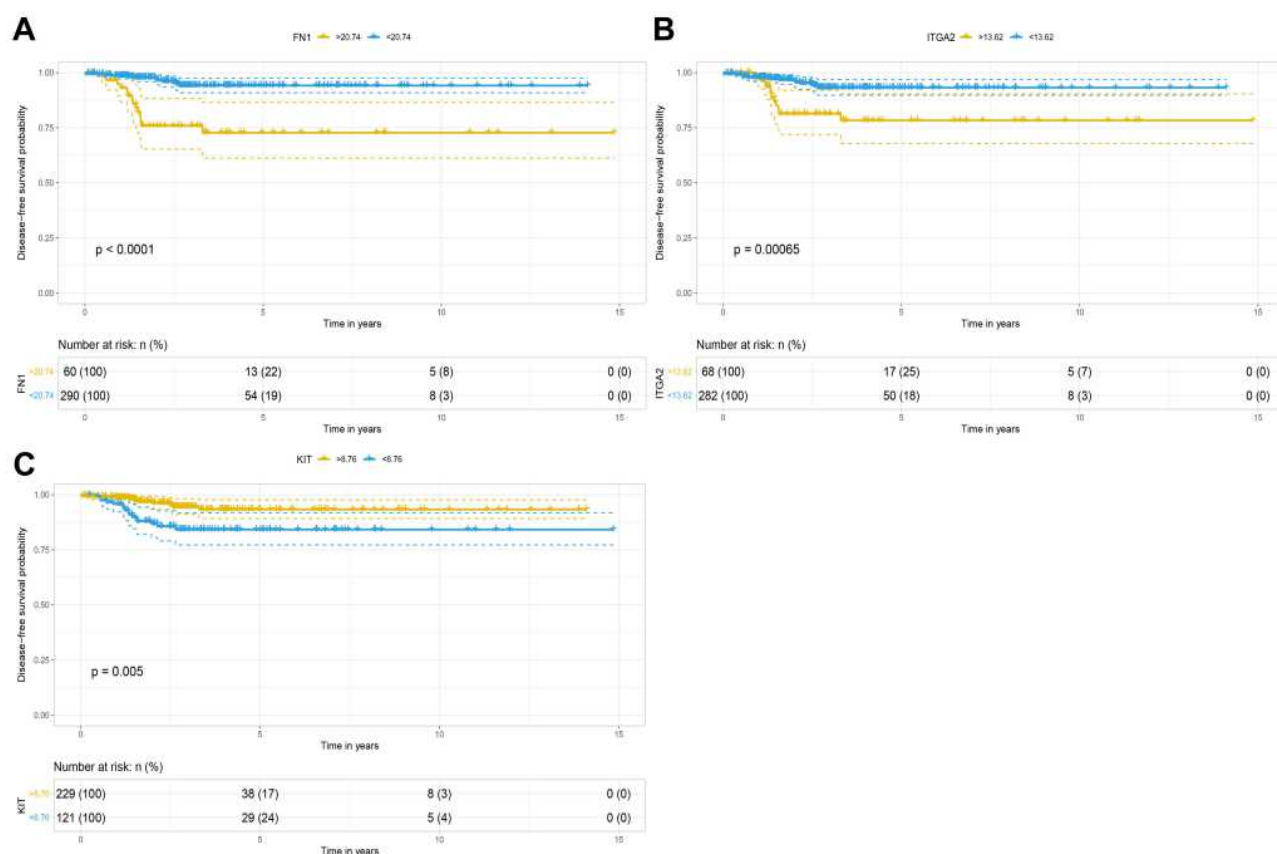 A
FN1 >20.74 <20.74
Disease-free survival probability
1.00
0.75
0.50
0.25
0.00
p < 0.0001
0 5 10 15
Time in years
Number at risk: n (%)
FN1
>20.74 60 (100) 13 (22) 5 (8) 0 (0)
<20.74 290 (100) 54 (19) 8 (3) 0 (0)
0 5 10 15
Time in years
B
ITGA2 >13.62 <13.62
Disease-free survival probability
1.00
0.75
0.50
0.25
0.00
p = 0.00065
0 5 10 15
Time in years
Number at risk: n (%)
ITGA2
>13.62 68 (100) 17 (25) 5 (7) 0 (0)
<13.62 282 (100) 50 (18) 8 (3) 0 (0)
0 5 10 15
Time in years
C
KIT >8.76 <8.76
Disease-free survival probability
1.00
0.75
0.50
0.25
0.00
p = 0.005
0 5 10 15
Time in years
Number at risk: n (%)
KIT
>8.76 229 (100) 38 (17) 8 (3) 0 (0)
<8.76 121 (100) 29 (24) 5 (4) 0 (0)
0 5 10 15
Time in years